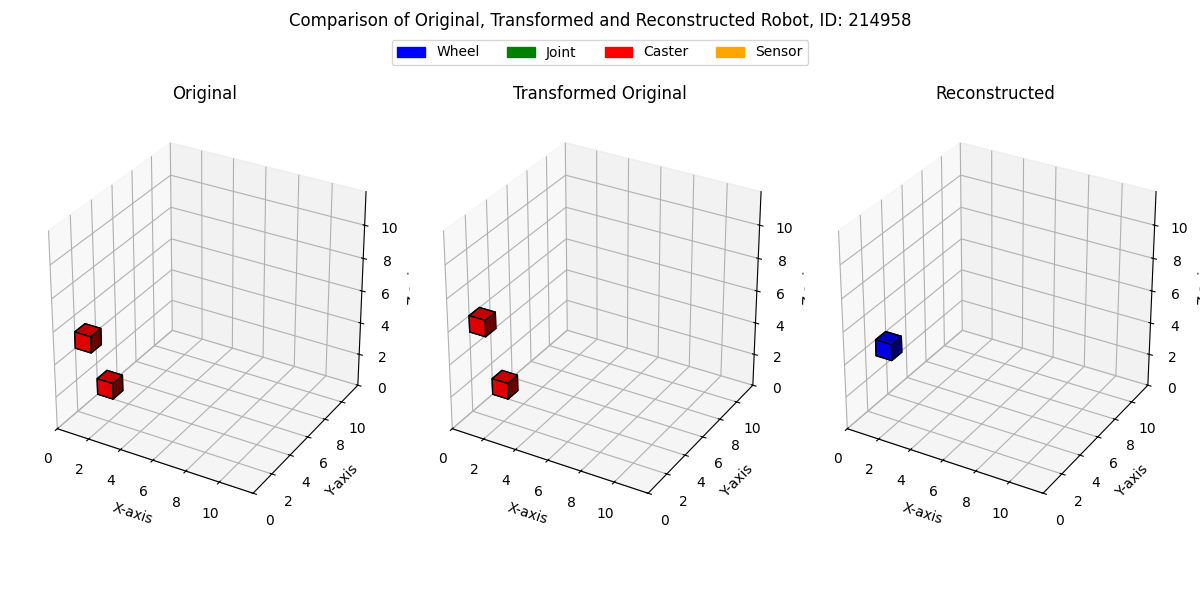 Comparison of Original, Transformed and Reconstructed Robot, ID: 214958
Wheel Joint Caster Sensor
Original Transformed Original Reconstructed
10 10 10
8 8 8
6 6 6
4 4 4
2 2 2
0 0 0
0 2 4 6 8 10 X-axis 0 2 4 6 8 10 Y-axis
0 2 4 6 8 10 X-axis 0 2 4 6 8 10 Y-axis
0 2 4 6 8 10 X-axis 0 2 4 6 8 10 Y-axis